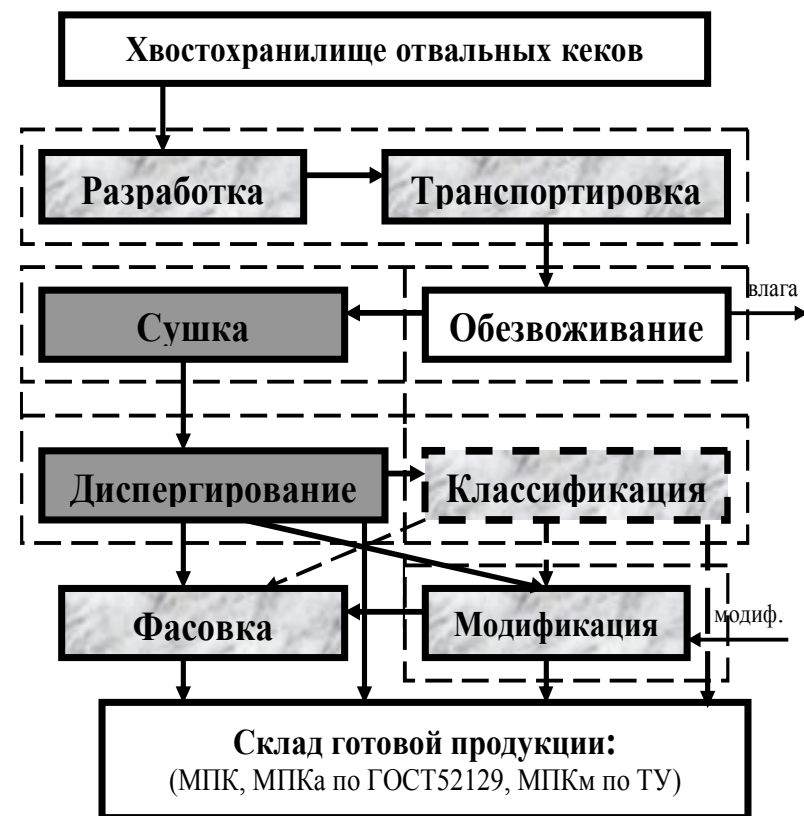 Хвостохранилище отвальных кеков
Разработка
Транспортировка
влага
Сушка
Обезвоживание
Диспергирование
Классификация
Фасовка
Модификация
модиф.
Склад готовой продукции:
(МПК, МПКа по ГОСТ52129, МПКм по ТУ)